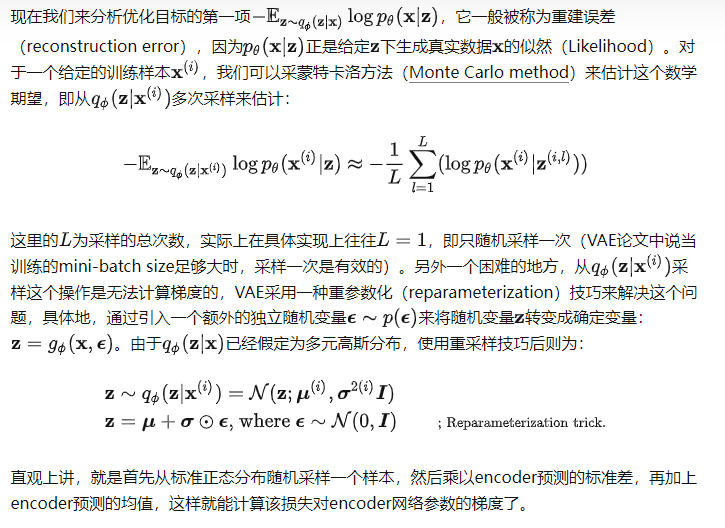 现在我们来分析优化目标的第一项$-\mathbb{E}_{\mathbf{z}\sim q_\phi(\mathbf{z}|\mathbf{x})} \log p_\theta(\mathbf{x}|\mathbf{z})$，它一般被称为重建误差
（reconstruction error），因为$p_\theta(\mathbf{x}|\mathbf{z})$正是给定$\mathbf{z}$下生成真实数据$\mathbf{x}$的似然（Likelihood）。对
于一个给定的训练样本$\mathbf{x}^{(i)}$，我们可以采蒙特卡洛方法（Monte Carlo method）来估计这个数学
期望，即从$q_\phi(\mathbf{z}|\mathbf{x}^{(i)})$多次采样来估计：
$-\mathbb{E}_{\mathbf{z}\sim q_\phi(\mathbf{z}|\mathbf{x}^{(i)})} \log p_\theta(\mathbf{x}^{(i)}|\mathbf{z}) \approx -\frac{1}{L}\sum_{l=1}^{L}(\log p_\theta(\mathbf{x}^{(i)}|\mathbf{z}^{(i,l)}))$
这里的$L$为采样的总次数，实际上在具体实现上往往$L=1$，即只随机采样一次（VAE论文中说当
训练的mini-batch size足够大时，采样一次是有效的）。另外一个困难的地方，从$q_\phi(\mathbf{z}|\mathbf{x}^{(i)})$采
样这个操作是无法计算梯度的，VAE采用一种重参数化（reparameterization）技巧来解决这个问
题，具体地，通过引入一个额外的独立随机变量$\boldsymbol{\epsilon}\sim p(\boldsymbol{\epsilon})$来将随机变量$\mathbf{z}$转变成确定变量：
$\mathbf{z}=g_\phi(\mathbf{x},\boldsymbol{\epsilon})$。由于$q_\phi(\mathbf{z}|\mathbf{x})$已经假定为多元高斯分布，使用重采样技巧后则为：
$\mathbf{z}\sim q_\phi(\mathbf{z}|\mathbf{x}^{(i)})=\mathcal{N}(\mathbf{z};\boldsymbol{\mu}^{(i)},\boldsymbol{\sigma}^{2(i)}\boldsymbol{I})$
$\mathbf{z}=\boldsymbol{\mu}+\boldsymbol{\sigma}\odot\boldsymbol{\epsilon}, \text{where } \boldsymbol{\epsilon}\sim\mathcal{N}(0,\boldsymbol{I})$ ; Reparameterization trick.
直观上讲，就是首先从标准正态分布随机采样一个样本，然后乘以encoder预测的标准差，再加上
encoder预测的均值，这样就能计算该损失对encoder网络参数的梯度了。